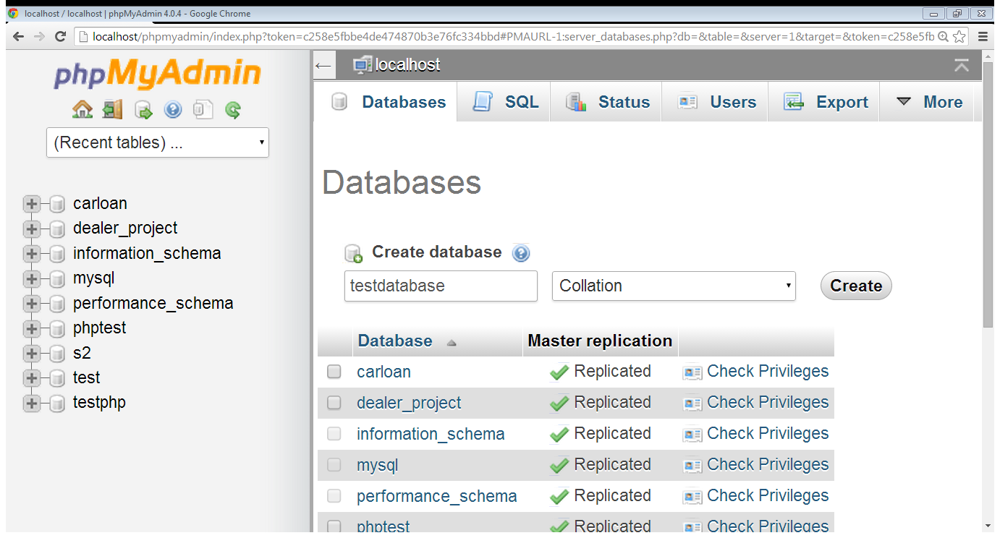 localhost / localhost | phpMyAdmin 4.0.4 - Google Chrome
localhost/phpmyadmin/index.php?token=c258e5fbbe4de474870b3e76fc334bbd#PMAURL-1:server_databases.php?db=&table=&server=1&target=&token=c258e5fb
phpMyAdmin
(Recent tables) ...
carloan
dealer_project
information_schema
mysql
performance_schema
phptest
s2
test
testphp
localhost
Databases SQL Status Users Export More
Databases
Create database
testdatabase Collation Create
Database Master replication
carloan Replicated Check Privileges
dealer_project Replicated Check Privileges
information_schema Replicated Check Privileges
mysql Replicated Check Privileges
performance_schema Replicated Check Privileges
phptest Replicated Check Privileges